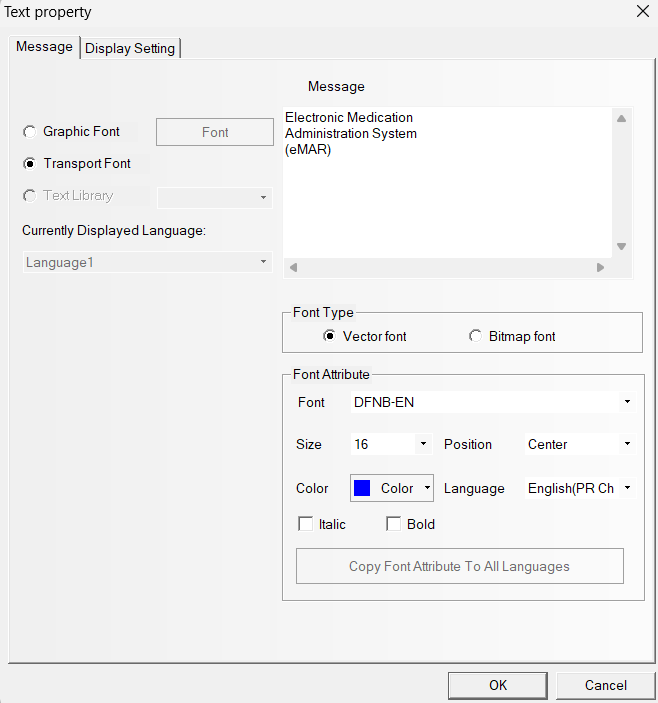 Text property
Message
Display Setting
Message
Graphic Font
Font
Electronic Medication
Administration System
(eMAR)
Transport Font
Text Library
Currently Displayed Language:
Language1
Font Type
Vector font
Bitmap font
Font Attribute
Font
DFNB-EN
Size
16
Position
Center
Color
Color
Language
English(PR Ch
Italic
Bold
Copy Font Attribute To All Languages
OK
Cancel